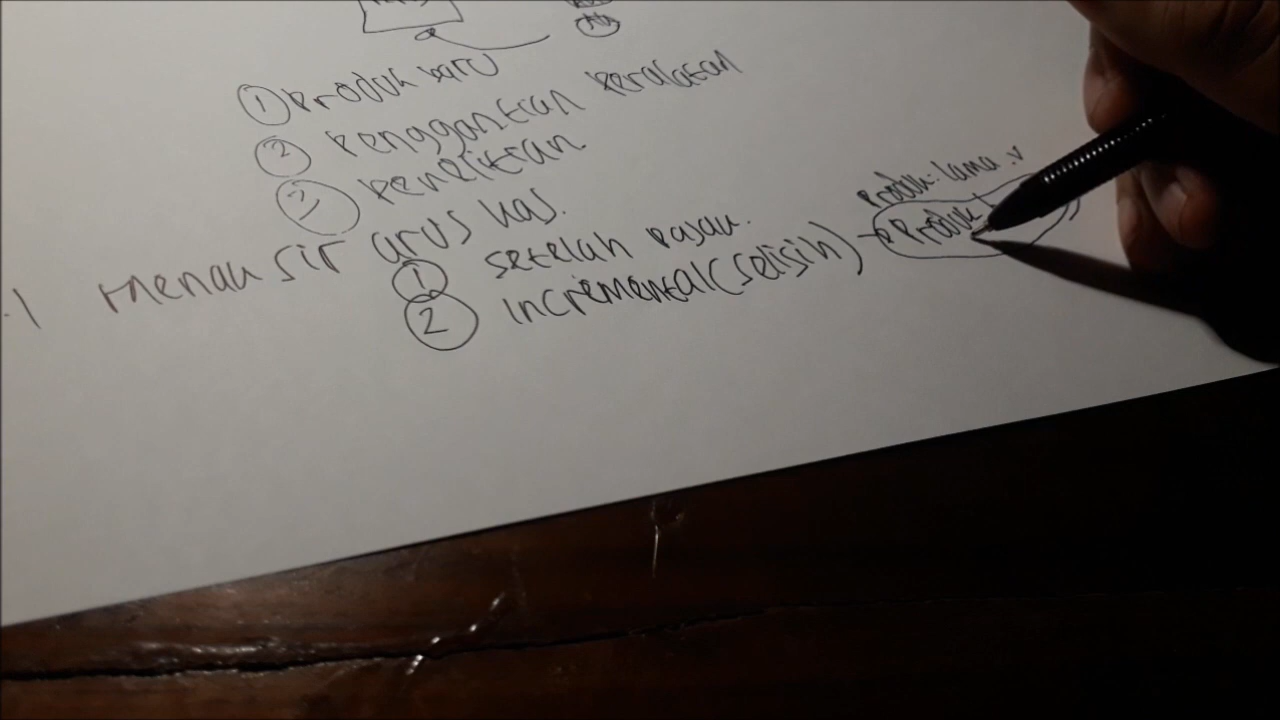 ① Produk baru
② Penggantian Peralatan
③ Penelitian.
.1 Menaksir arus kas.
① setelah Pajak.
② Incremental (selisih) → Produk
Produk lama. v